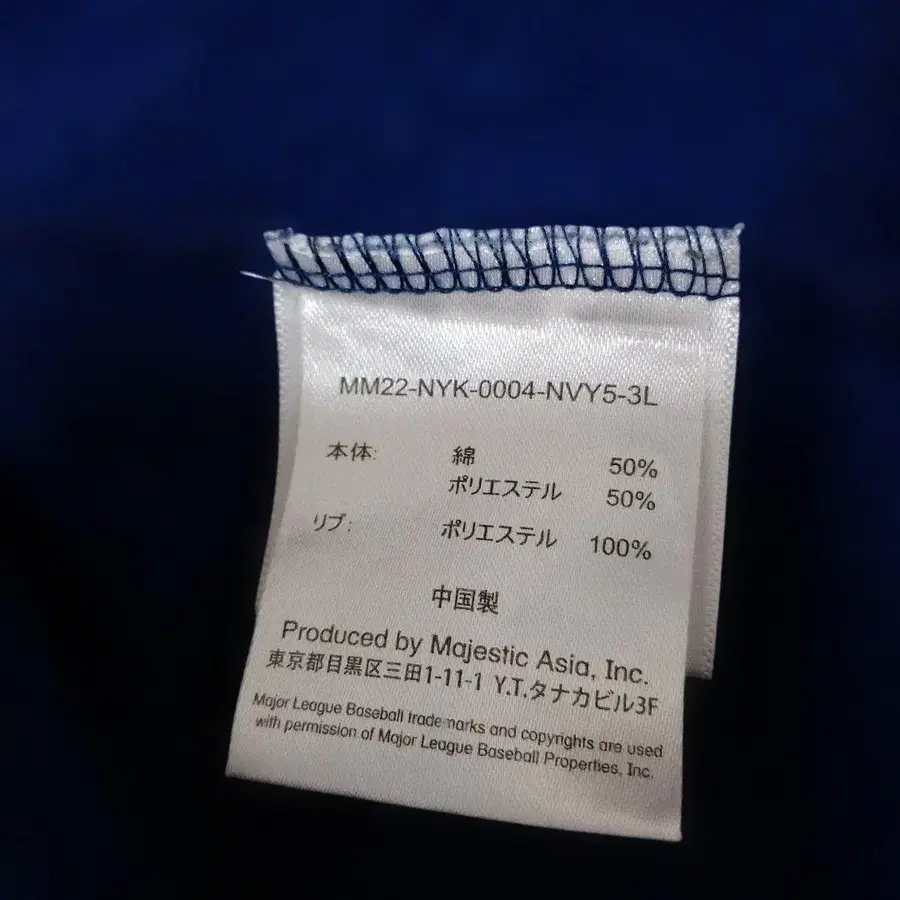 MM22-NYK-0004-NVY5-3L
本体: 綿 50%
ポリエステル 50%
リブ: ポリエステル 100%
中国製
Produced by Majestic Asia, Inc.
東京都目黒区三田1-11-1 Y.T.タナカビル3F
Major League Baseball trade marks and copyrights are used
with permission of Major League Baseball Properties, Inc.